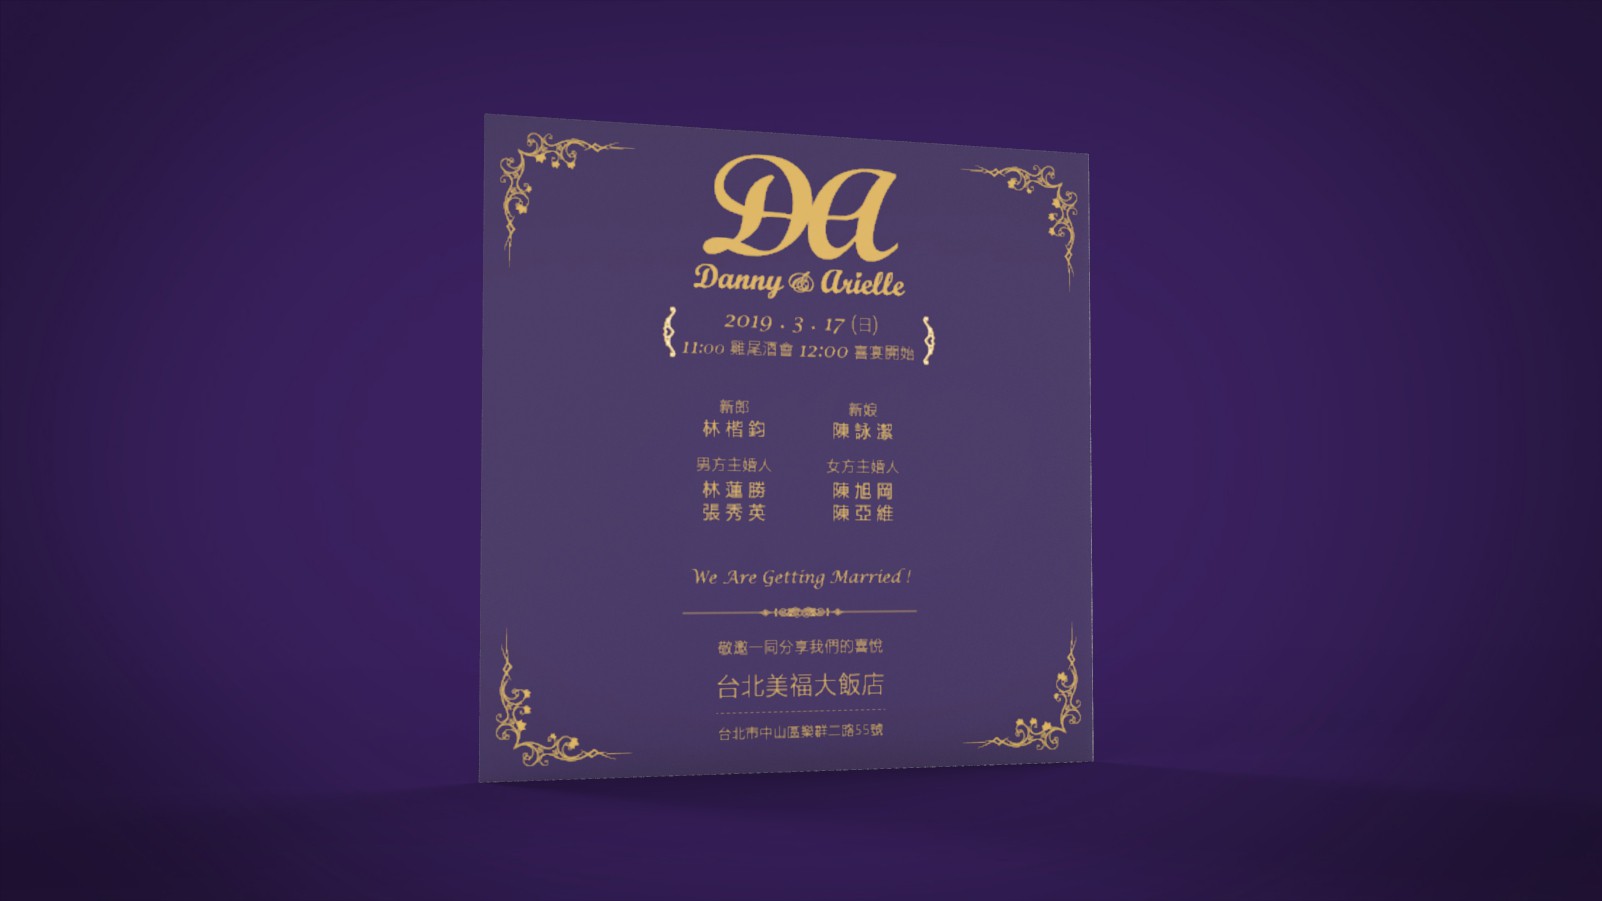 DA
Danny & Arielle
2019 . 3 . 17 (日)
11:00 雞尾酒會 12:00 喜宴開始
新郎 新娘
林楷鈞 陳詠潔
男方主婚人 女方主婚人
林蓮勝 陳旭岡
張秀英 陳亞維
We Are Getting Married !
敬邀一同分享我們的喜悅
台北美福大飯店
台北市中山區樂群二路55號